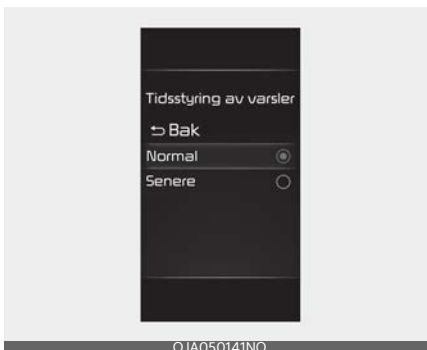 Tidsstyring av varsler
Bak
Normal
Senere
OJA050141NO